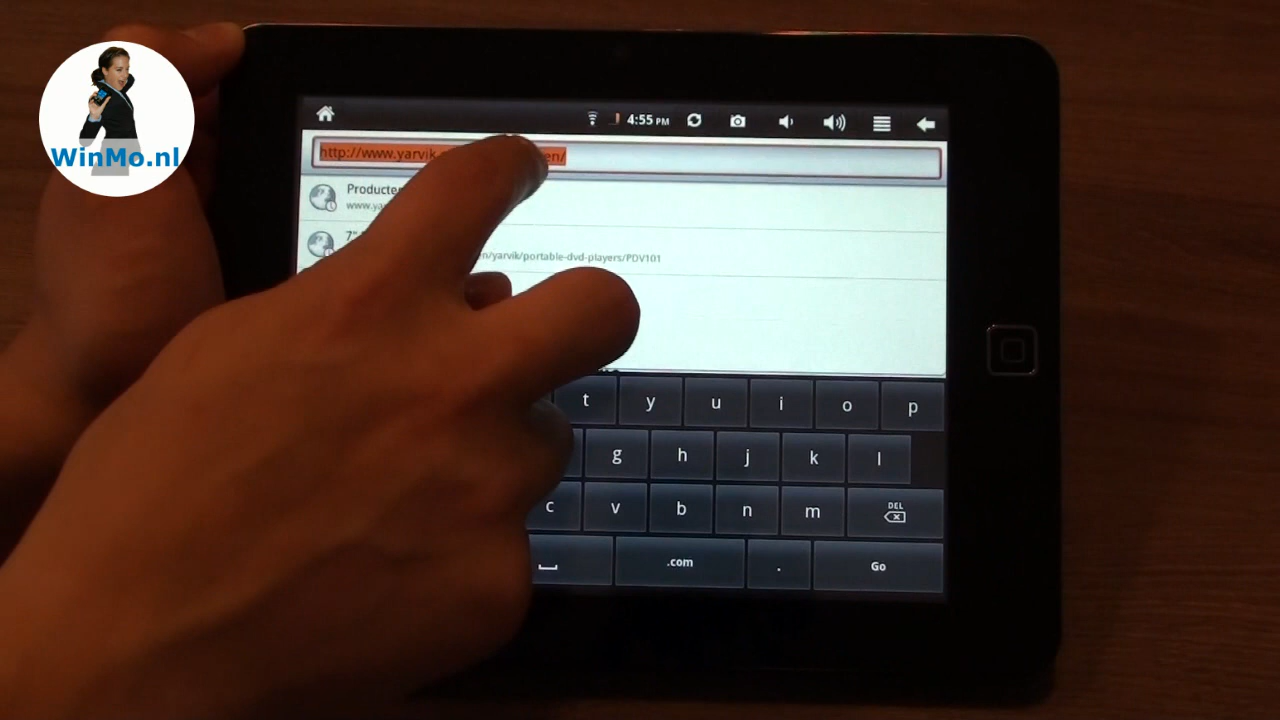 WinMo.nl
4:55 PM
http://www.yarvik en/
Producten
www.ya
7"
en/yarvik/portable-dvd-players/PDV101
t y u i o p
g h j k l
c v b n m DEL
.com . Go